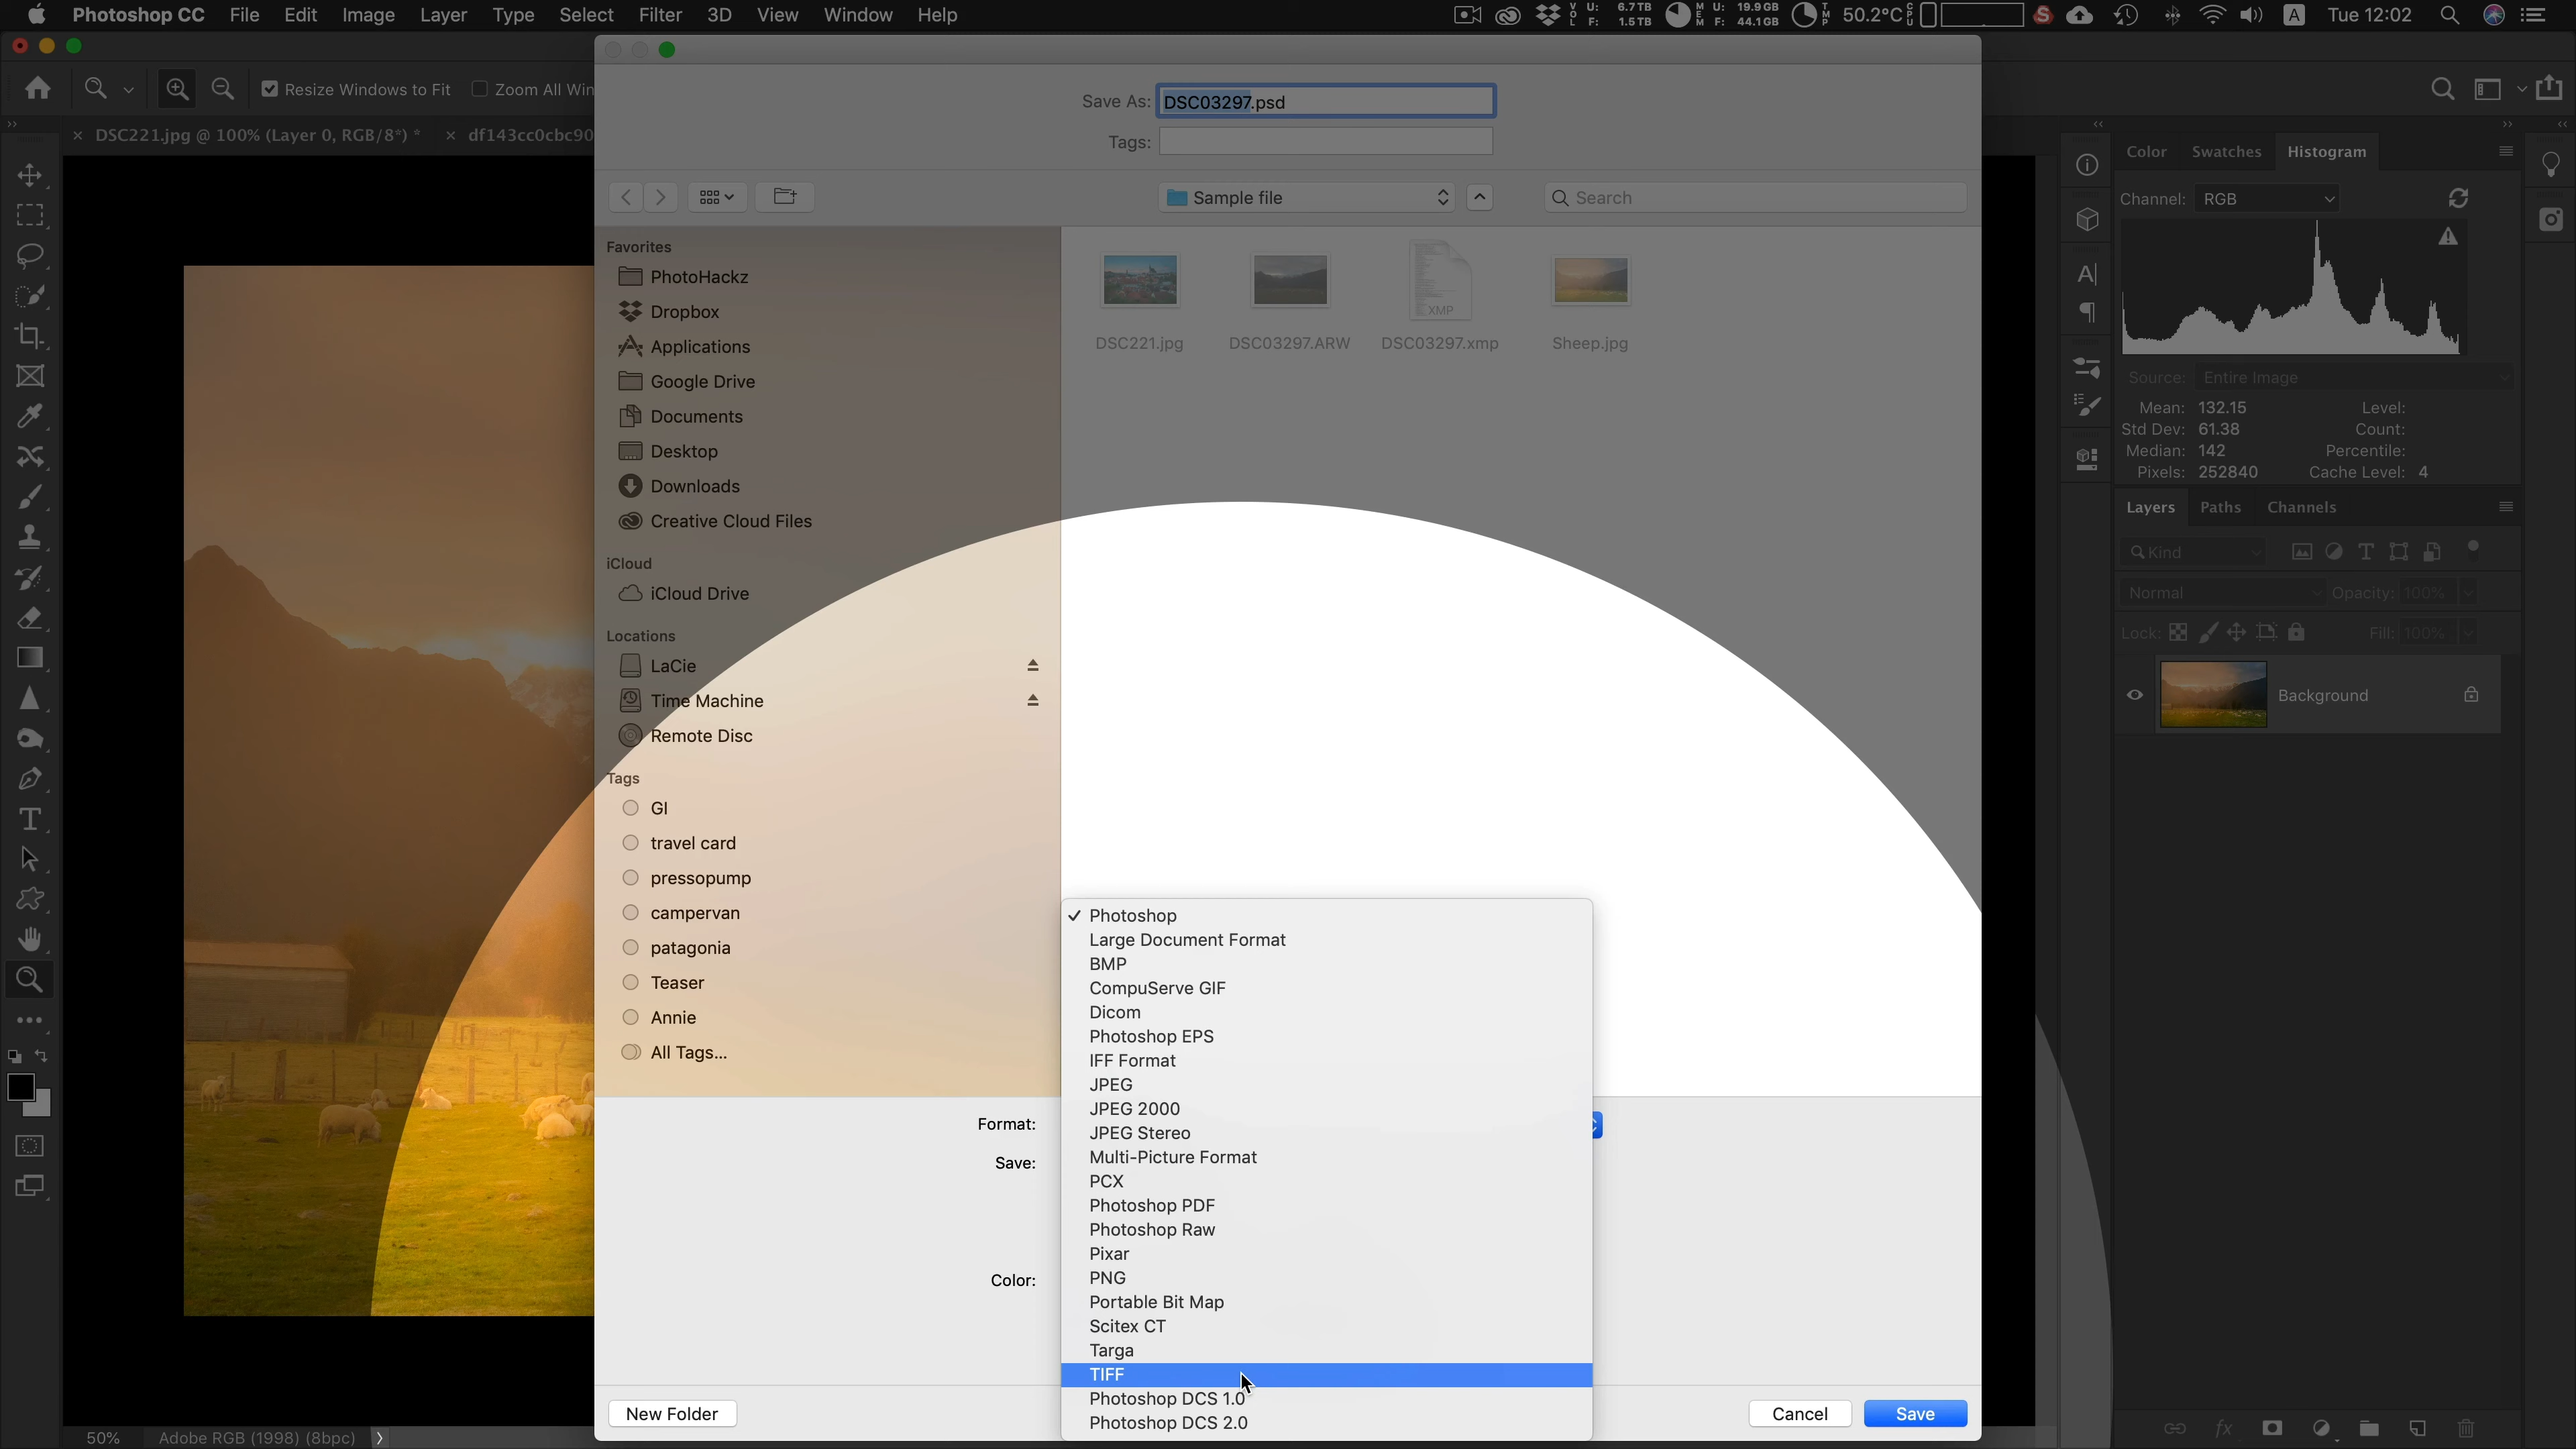 Photoshop CC File Edit Image Layer Type Select Filter 3D View Window Help
VOL U: 6.7TB F: 1.5TB MEM U: 19.9GB F: 44.1GB TMP 50.2°C CPU S A Tue 12:02
Resize Windows to Fit Zoom All Win
DSC221.jpg @ 100% (Layer 0, RGB/8*) * df143cc0cbc90
Save As: DSC03297.psd
Tags:
Sample file
Search
Favorites
PhotoHackz
Dropbox
Applications
Google Drive
Documents
Desktop
Downloads
Creative Cloud Files
iCloud
iCloud Drive
Locations
LaCie
Time Machine
Remote Disc
Tags
GI
travel card
pressopump
campervan
patagonia
Teaser
Annie
All Tags...
XMP
DSC221.jpg DSC03297.ARW DSC03297.xmp Sheep.jpg
Photoshop
Large Document Format
BMP
CompuServe GIF
Dicom
Photoshop EPS
IFF Format
JPEG
JPEG 2000
JPEG Stereo
Multi-Picture Format
PCX
Photoshop PDF
Photoshop Raw
Pixar
PNG
Portable Bit Map
Scitex CT
Targa
TIFF
Photoshop DCS 1.0
Photoshop DCS 2.0
Format:
Save:
Color:
New Folder
Cancel
Save
Color Swatches Histogram
Channel: RGB
Source: Entire Image
Mean: 132.15 Level:
Std Dev: 61.38 Count:
Median: 142 Percentile:
Pixels: 252840 Cache Level: 4
Layers Paths Channels
Kind
Normal Opacity: 100%
Lock: Fill: 100%
Background
fx
50% Adobe RGB (1998) (8bpc)